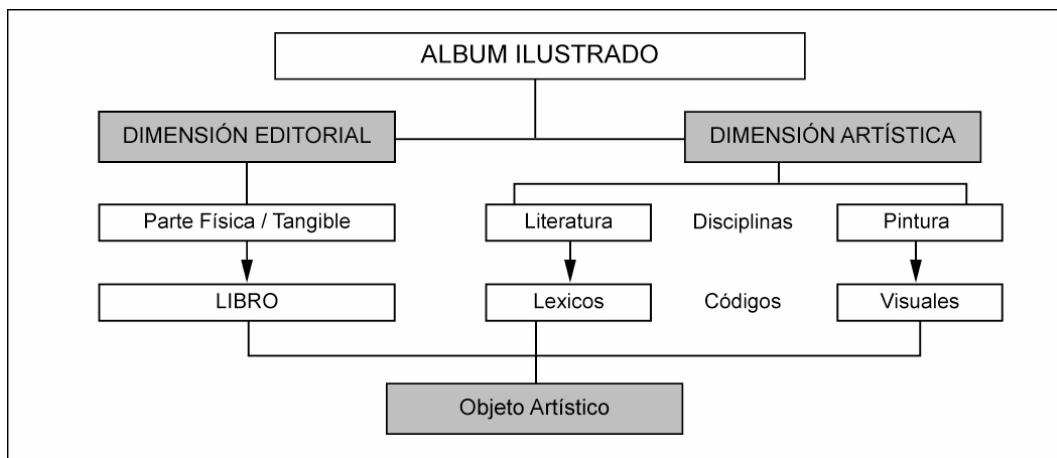 ALBUM ILUSTRADO
DIMENSIÓN EDITORIAL
DIMENSIÓN ARTÍSTICA
Parte Física / Tangible
Literatura
Disciplinas
Pintura
LIBRO
Lexicos
Códigos
Visuales
Objeto Artístico